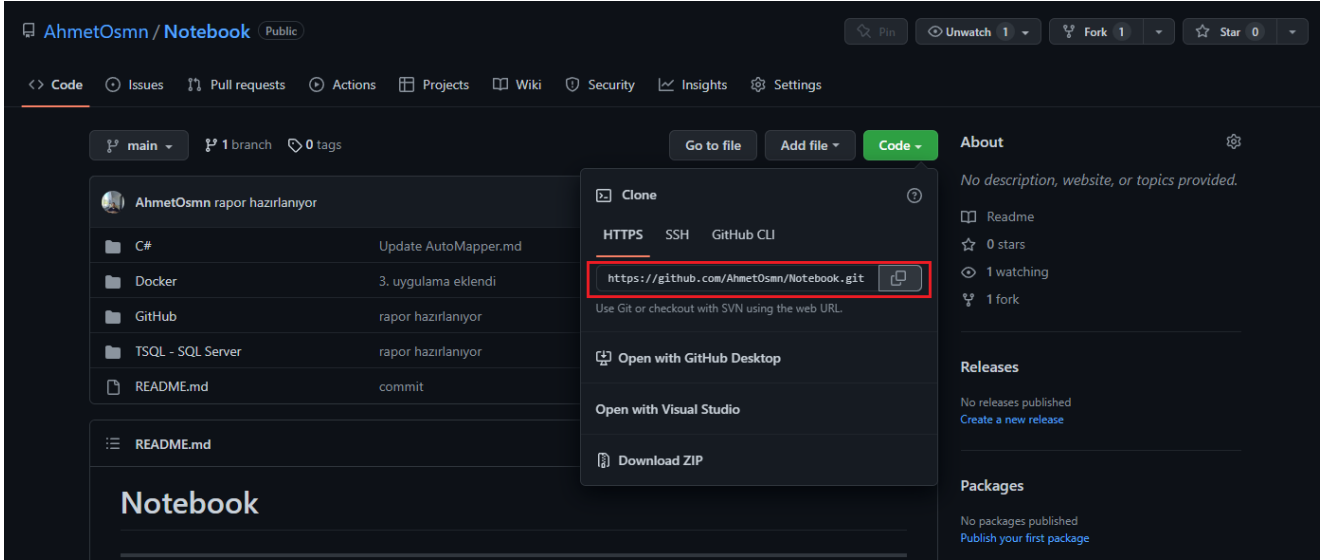 AhmetOsmn / Notebook Public
Pin Unwatch 1 Fork 1 Star 0
<> Code Issues Pull requests Actions Projects Wiki Security Insights Settings
main 1 branch 0 tags Go to file Add file Code
AhmetOsmn rapor hazırlanıyor
C# Update AutoMapper.md
Docker 3. uygulama eklendi
GitHub rapor hazırlanıyor
TSQL - SQL Server rapor hazırlanıyor
README.md commit
README.md
Notebook
Clone
HTTPS SSH GitHub CLI
https://github.com/AhmetOsmn/Notebook.git
Use Git or checkout with SVN using the web URL.
Open with GitHub Desktop
Open with Visual Studio
Download ZIP
About
No description, website, or topics provided.
Readme
0 stars
1 watching
1 fork
Releases
No releases published
Create a new release
Packages
No packages published
Publish your first package